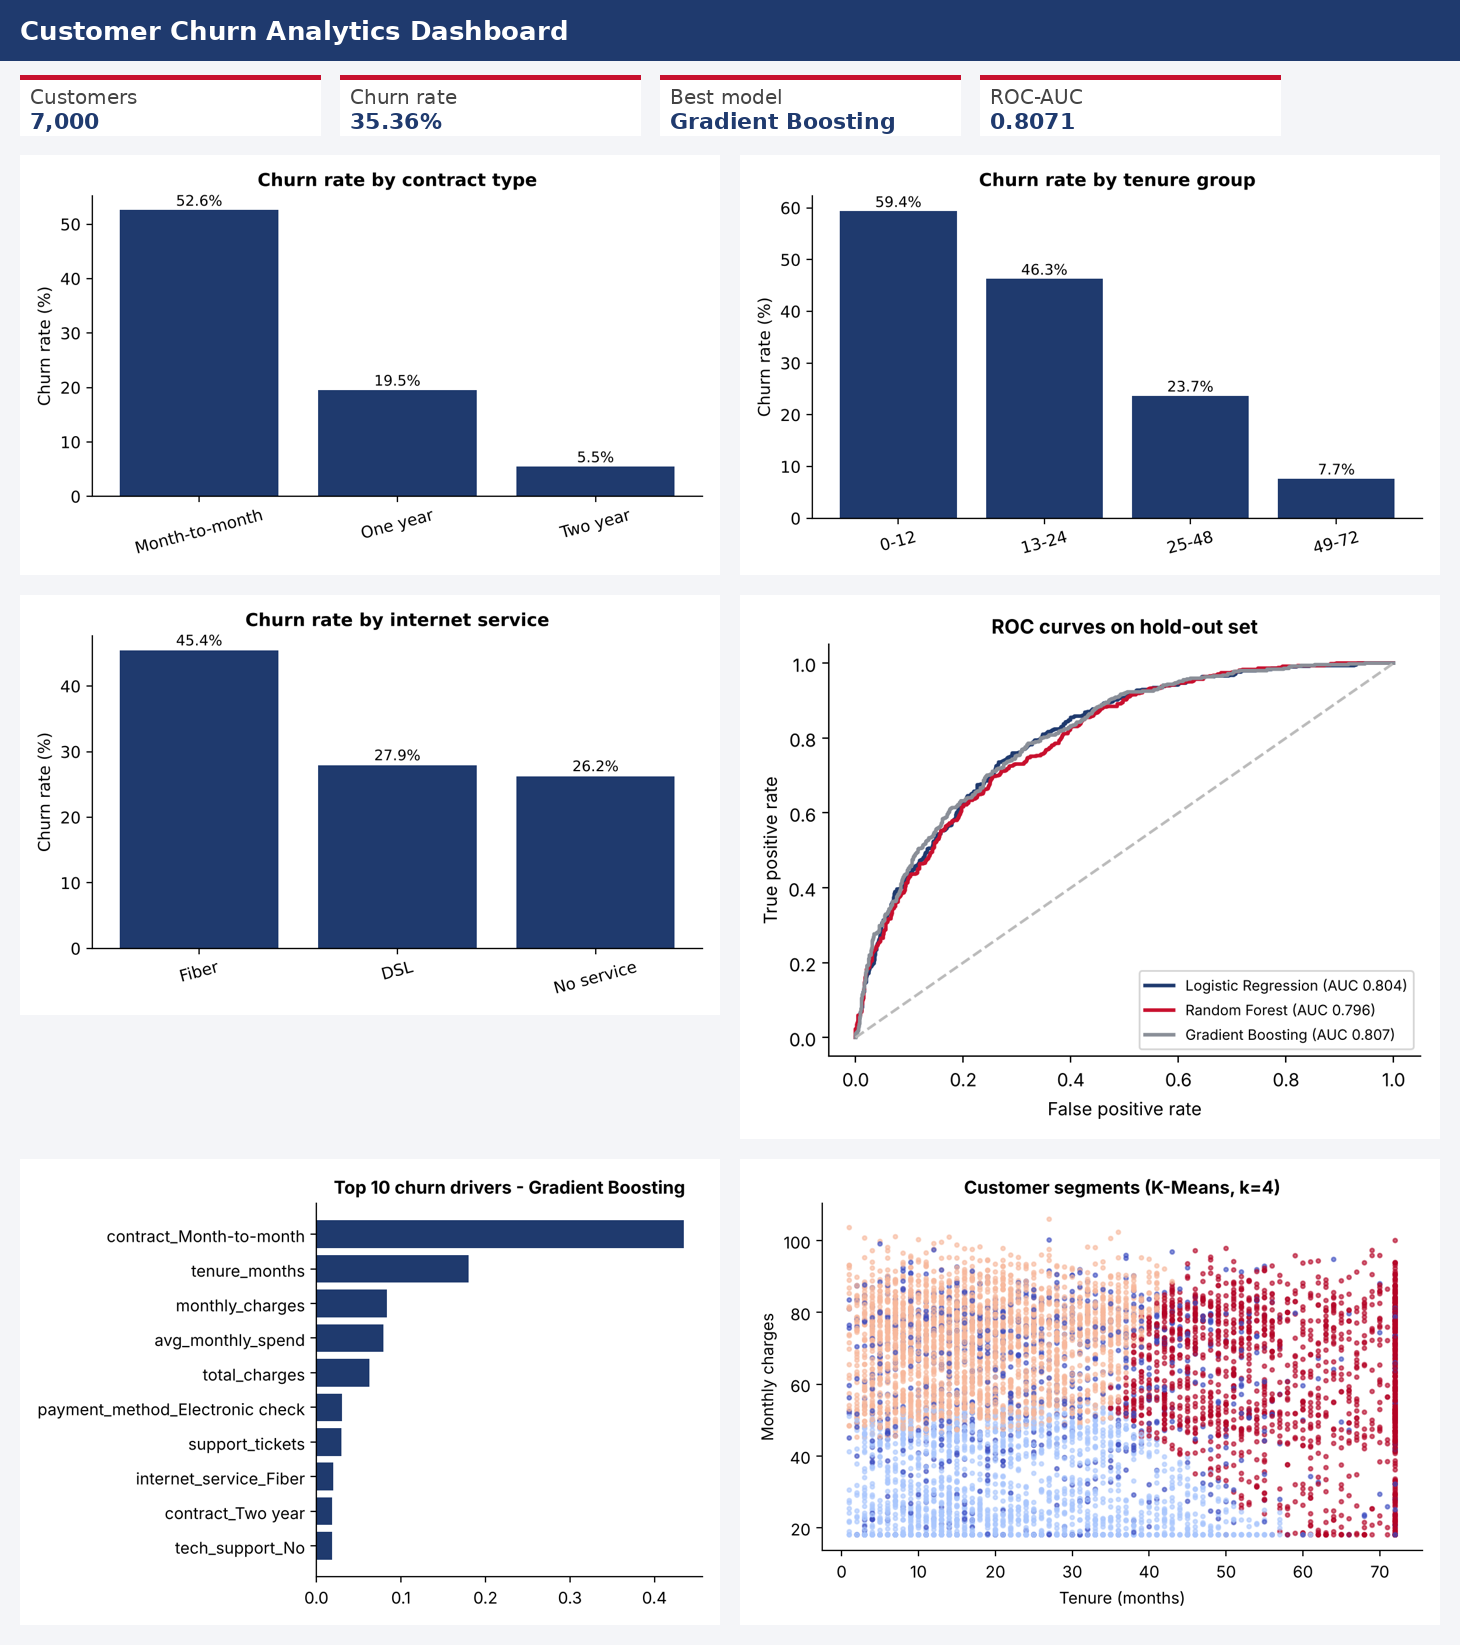 Customer Churn Analytics Dashboard
Customers
7,000
Churn rate
35.36%
Best model
Gradient Boosting
ROC-AUC
0.8071
Churn rate by contract type
Churn rate (%)
50
40
30
20
10
0
52.6%
19.5%
5.5%
Month-to-month
One year
Two year
Churn rate by tenure group
Churn rate (%)
60
50
40
30
20
10
0
59.4%
46.3%
23.7%
7.7%
0-12
13-24
25-48
49-72
Churn rate by internet service
Churn rate (%)
40
30
20
10
0
45.4%
27.9%
26.2%
Fiber
DSL
No service
ROC curves on hold-out set
True positive rate
1.0
0.8
0.6
0.4
0.2
0.0
Logistic Regression (AUC 0.804)
Random Forest (AUC 0.796)
Gradient Boosting (AUC 0.807)
0.0
0.2
0.4
0.6
0.8
1.0
False positive rate
Top 10 churn drivers - Gradient Boosting
contract_Month-to-month
tenure_months
monthly_charges
avg_monthly_spend
total_charges
payment_method_Electronic check
support_tickets
internet_service_Fiber
contract_Two year
tech_support_No
0.0
0.1
0.2
0.3
0.4
Customer segments (K-Means, k=4)
Monthly charges
100
80
60
40
20
0
10
20
30
40
50
60
70
Tenure (months)